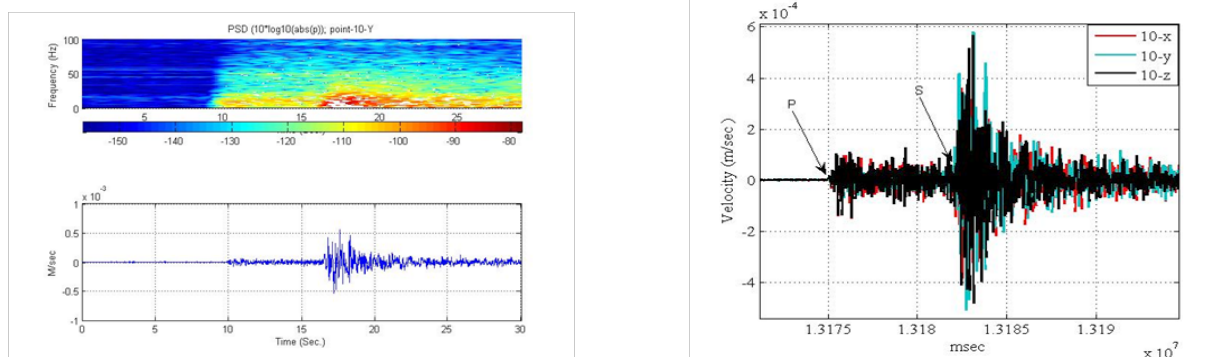 PSD (10*log10(abs(p)); point-10-Y
Frequency (Hz)
100
50
0
5 10 15 20 25
-150 -140 -130 -120 -110 -100 -90 -80
x 10^-3
M/sec
1
0.5
0
-0.5
-1
0 5 10 15 20 25 30
Time (Sec.)
x 10^-4
Velocity (m/sec)
6
4
2
0
-2
-4
P
S
10-x
10-y
10-z
1.3175 1.318 1.3185 1.319
msec
x 10^7